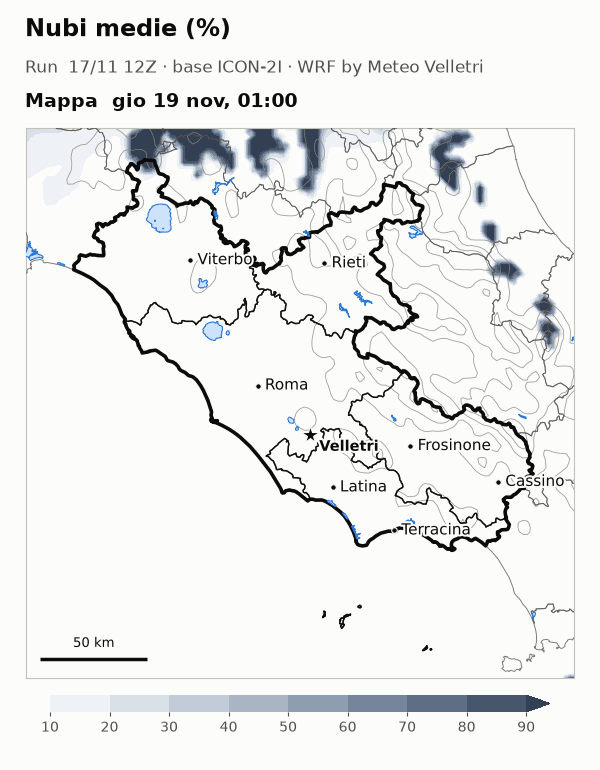 Nubi medie (%)
Run 17/11 12Z · base ICON-2I · WRF by Meteo Velletri
Mappa gio 19 nov, 01:00
Viterbo
Rieti
Roma
Velletri
Frosinone
Latina
Cassino
Terracina
50 km
10 20 30 40 50 60 70 80 90